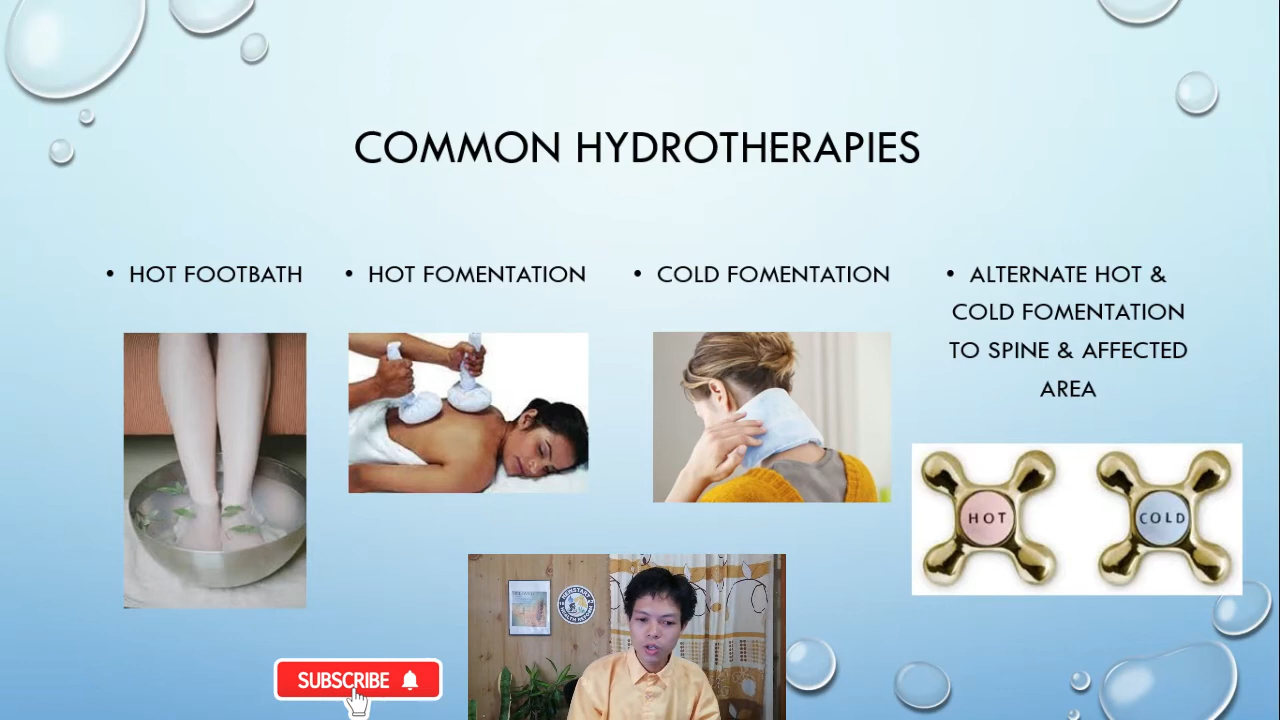 COMMON HYDROTHERAPIES
• HOT FOOTBATH
• HOT FOMENTATION
• COLD FOMENTATION
• ALTERNATE HOT &
COLD FOMENTATION
TO SPINE & AFFECTED
AREA
HOT
COLD
SUBSCRIBE